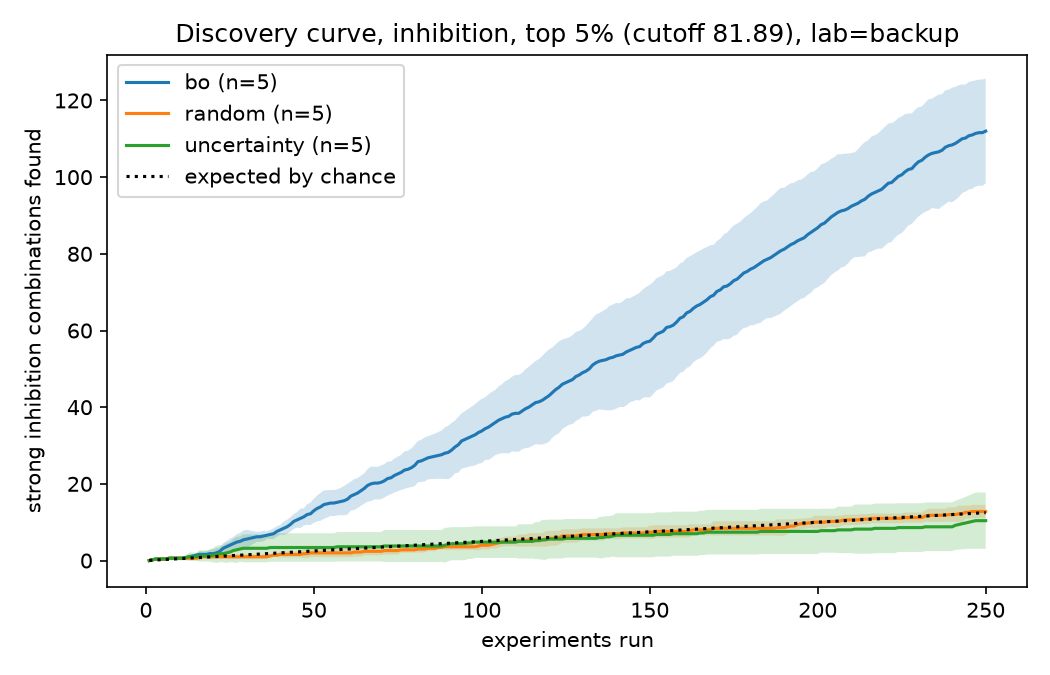 Discovery curve, inhibition, top 5% (cutoff 81.89), lab=backup
bo (n=5)
random (n=5)
uncertainty (n=5)
expected by chance
strong inhibition combinations found
120
100
80
60
40
20
0
0 50 100 150 200 250
experiments run